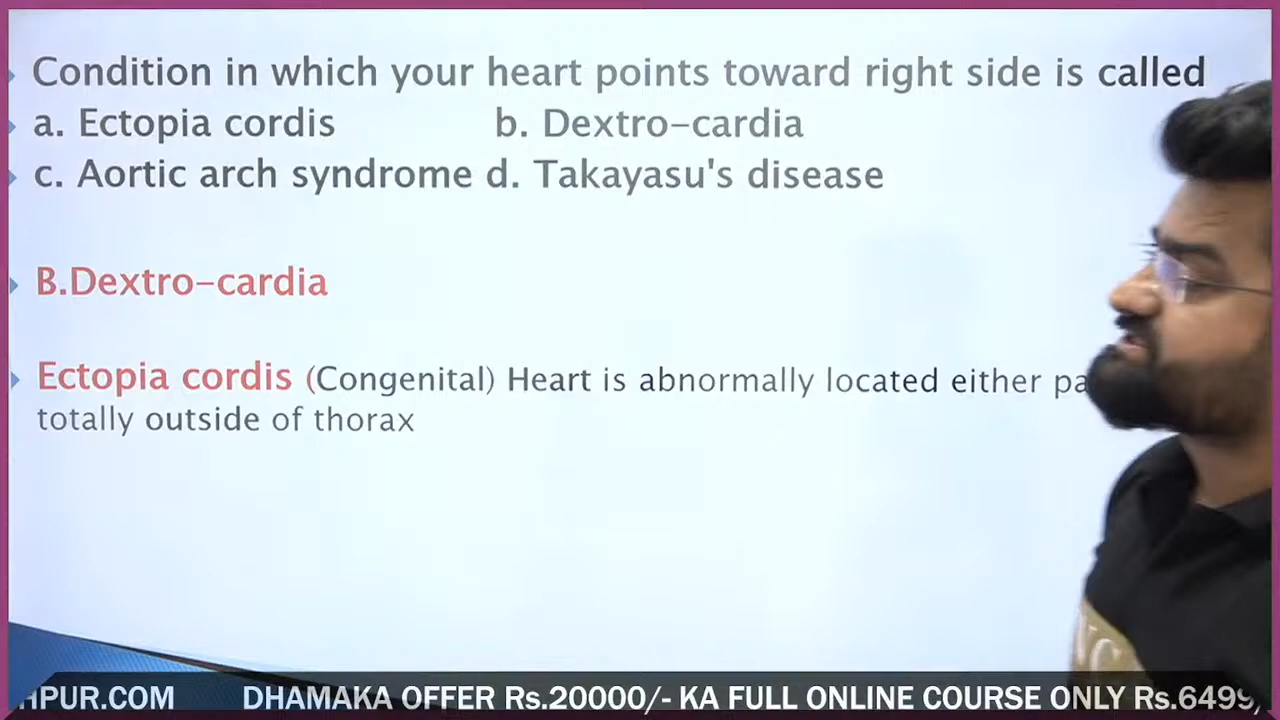 Condition in which your heart points toward right side is called
a. Ectopia cordis b. Dextro-cardia
c. Aortic arch syndrome d. Takayasu's disease
B.Dextro-cardia
Ectopia cordis (Congenital) Heart is abnormally located either
totally outside of thorax
HPUR.COM DHAMAKA OFFER Rs.20000/- KA FULL ONLINE COURSE ONLY Rs.6499/